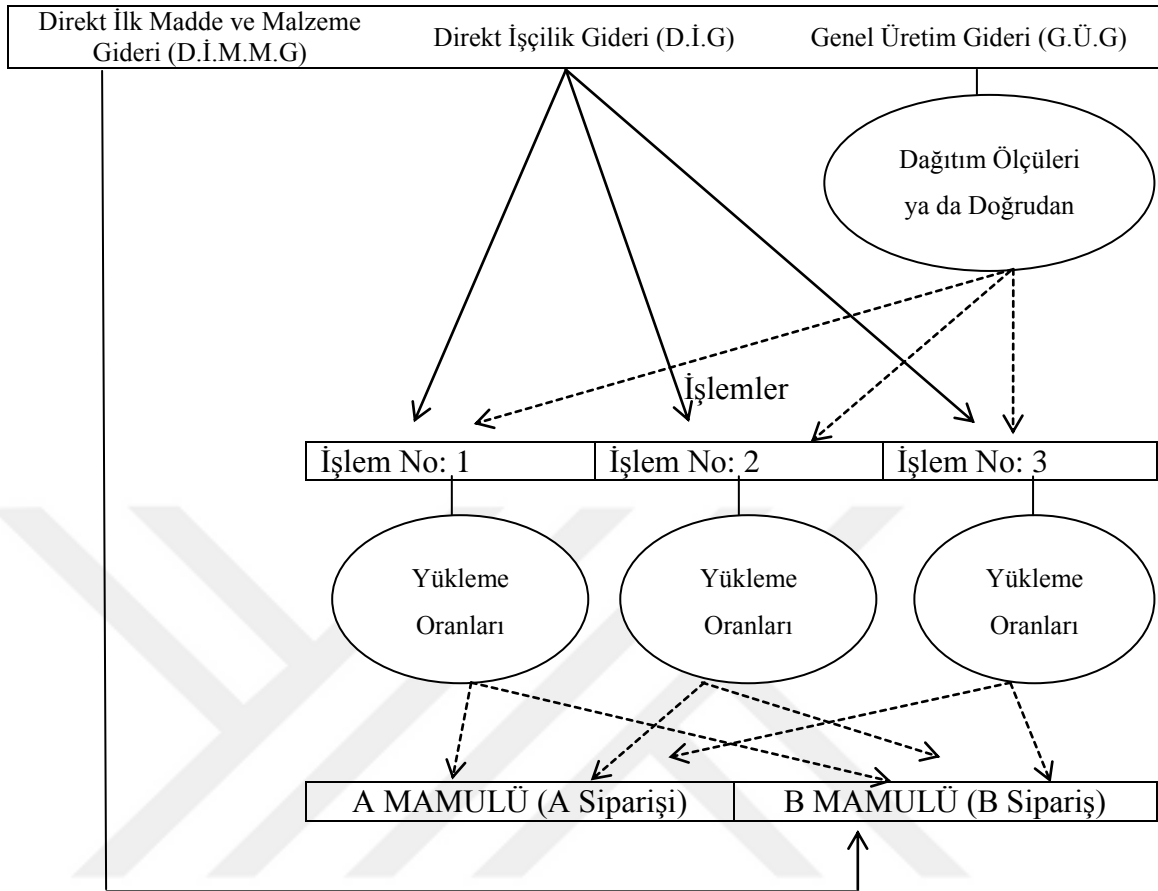 Direkt İlk Madde ve Malzeme
Gideri (D.İ.M.M.G)
Direkt İşçilik Gideri (D.İ.G)
Genel Üretim Gideri (G.Ü.G)
Dağıtım Ölçüleri
ya da Doğrudan
İşlemler
İşlem No: 1
İşlem No: 2
İşlem No: 3
Yükleme
Oranları
Yükleme
Oranları
Yükleme
Oranları
A MAMULÜ (A Siparişi)
B MAMULÜ (B Sipariş)